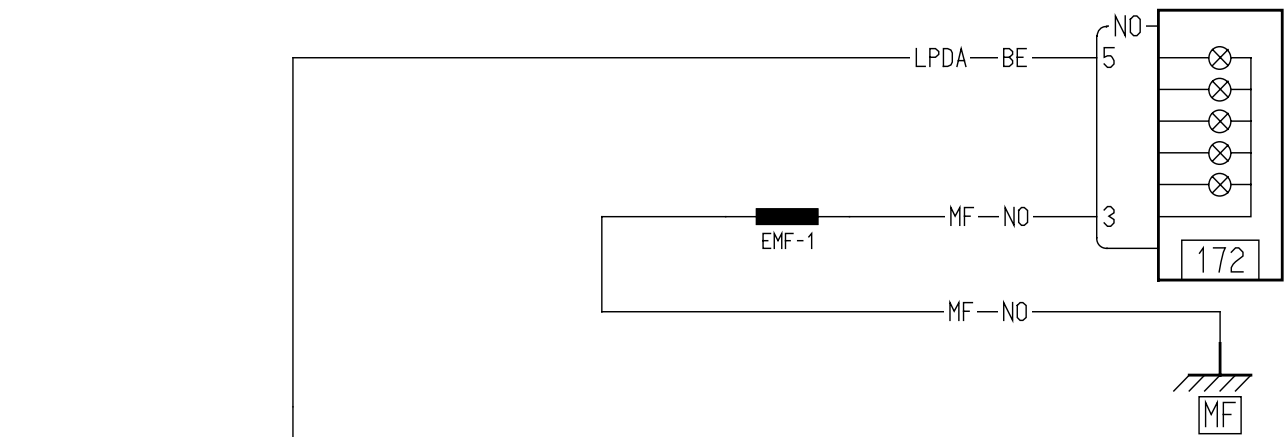 NO
LPDA BE 5
MF NO 3
EMF-1
172
MF NO
MF